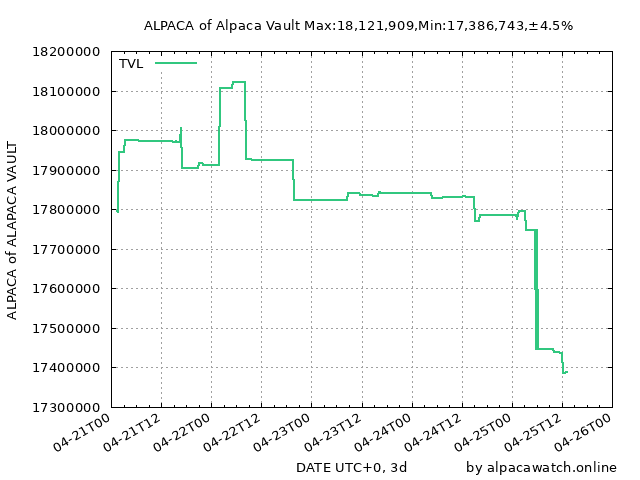 ALPACA of Alpaca Vault Max:18,121,909,Min:17,386,743,±4.5%
TVL
ALPACA of ALAPACA VAULT
18200000
18100000
18000000
17900000
17800000
17700000
17600000
17500000
17400000
17300000
04-21T00
04-21T12
04-22T00
04-22T12
04-23T00
04-23T12
04-24T00
04-24T12
04-25T00
04-25T12
04-26T00
DATE UTC+0, 3d
by alpacawatch.online